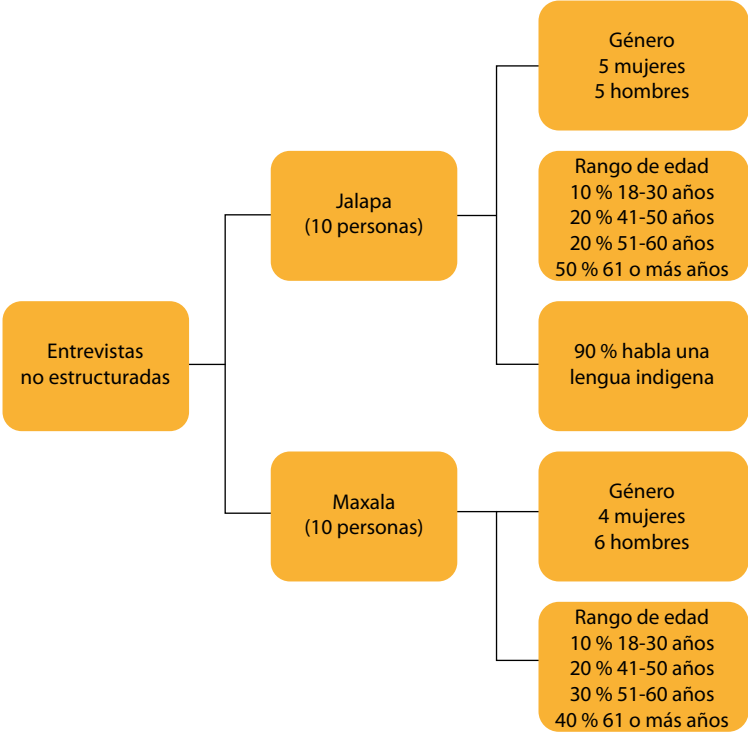 Entrevistas
no estructuradas
Jalapa
(10 personas)
Género
5 mujeres
5 hombres
Rango de edad
10 % 18-30 años
20 % 41-50 años
20 % 51-60 años
50 % 61 o más años
90 % habla una
lengua indigena
Maxala
(10 personas)
Género
4 mujeres
6 hombres
Rango de edad
10 % 18-30 años
20 % 41-50 años
30 % 51-60 años
40 % 61 o más años